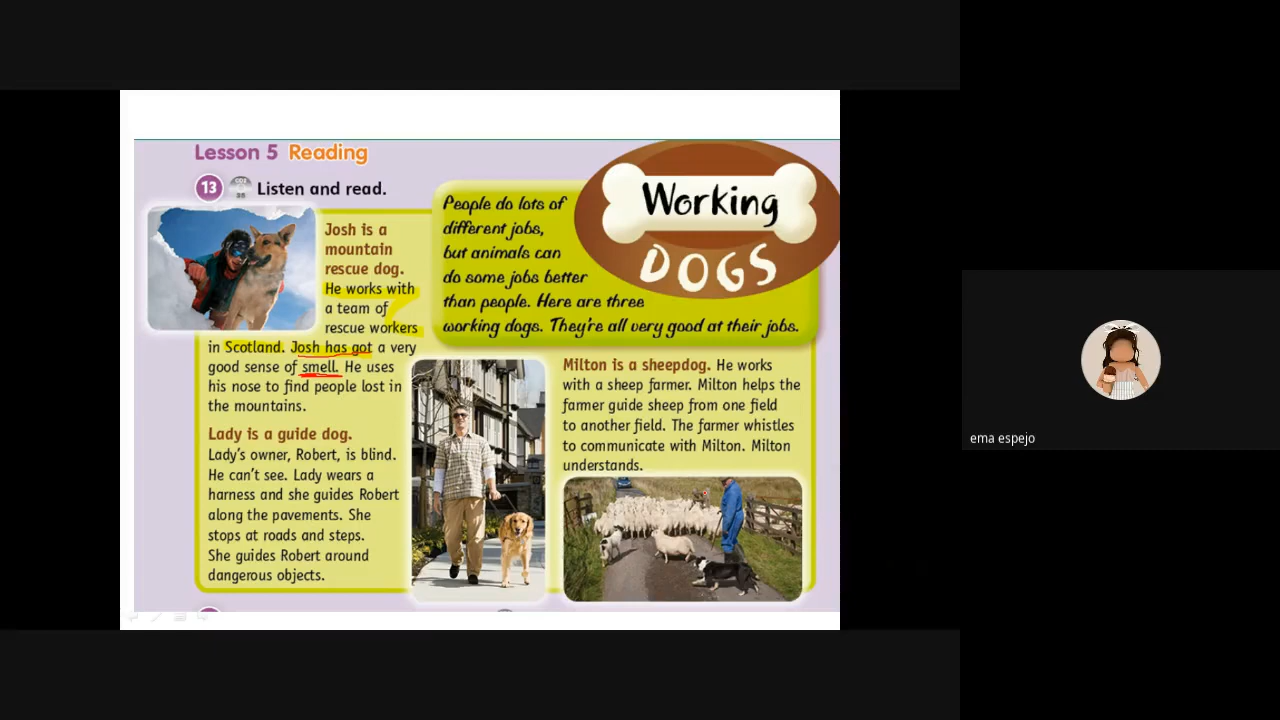 Lesson 5 Reading
13
Listen and read.
Working
DOGS
People do lots of
different jobs,
but animals can
do some jobs better
than people. Here are three
working dogs. They're all very good at their jobs.
Josh is a
mountain
rescue dog.
He works with
a team of
rescue workers
in Scotland. Josh has got a very
good sense of smell. He uses
his nose to find people lost in
the mountains.
Lady is a guide dog.
Lady's owner, Robert, is blind.
He can't see. Lady wears a
harness and she guides Robert
along the pavements. She
stops at roads and steps.
She guides Robert around
dangerous objects.
Milton is a sheepdog. He works
with a sheep farmer. Milton helps the
farmer guide sheep from one field
to another field. The farmer whistles
to communicate with Milton. Milton
understands.
ema espejo